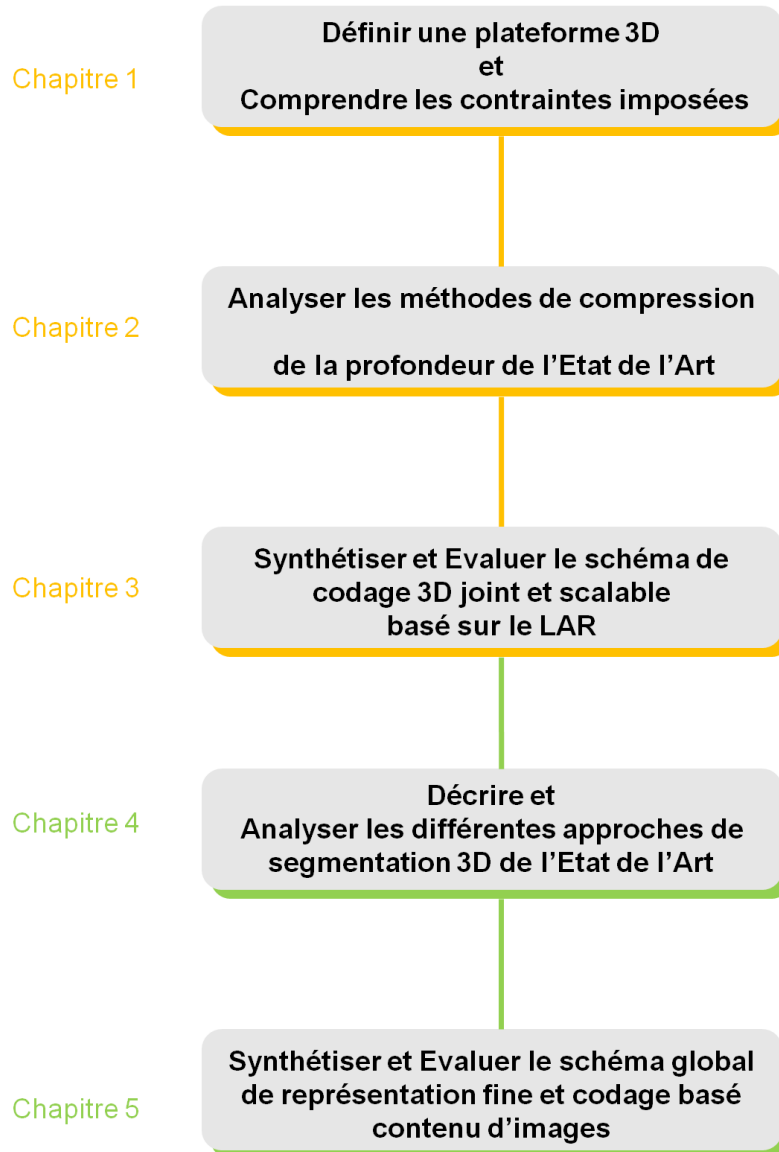 Chapitre 1
Définir une plateforme 3D
et
Comprendre les contraintes imposées
Chapitre 2
Analyser les méthodes de compression
de la profondeur de l’Etat de l’Art
Chapitre 3
Synthétiser et Evaluer le schéma de
codage 3D joint et scalable
basé sur le LAR
Chapitre 4
Décrire et
Analyser les différentes approches de
segmentation 3D de l’Etat de l’Art
Chapitre 5
Synthétiser et Evaluer le schéma global
de représentation fine et codage basé
contenu d’images